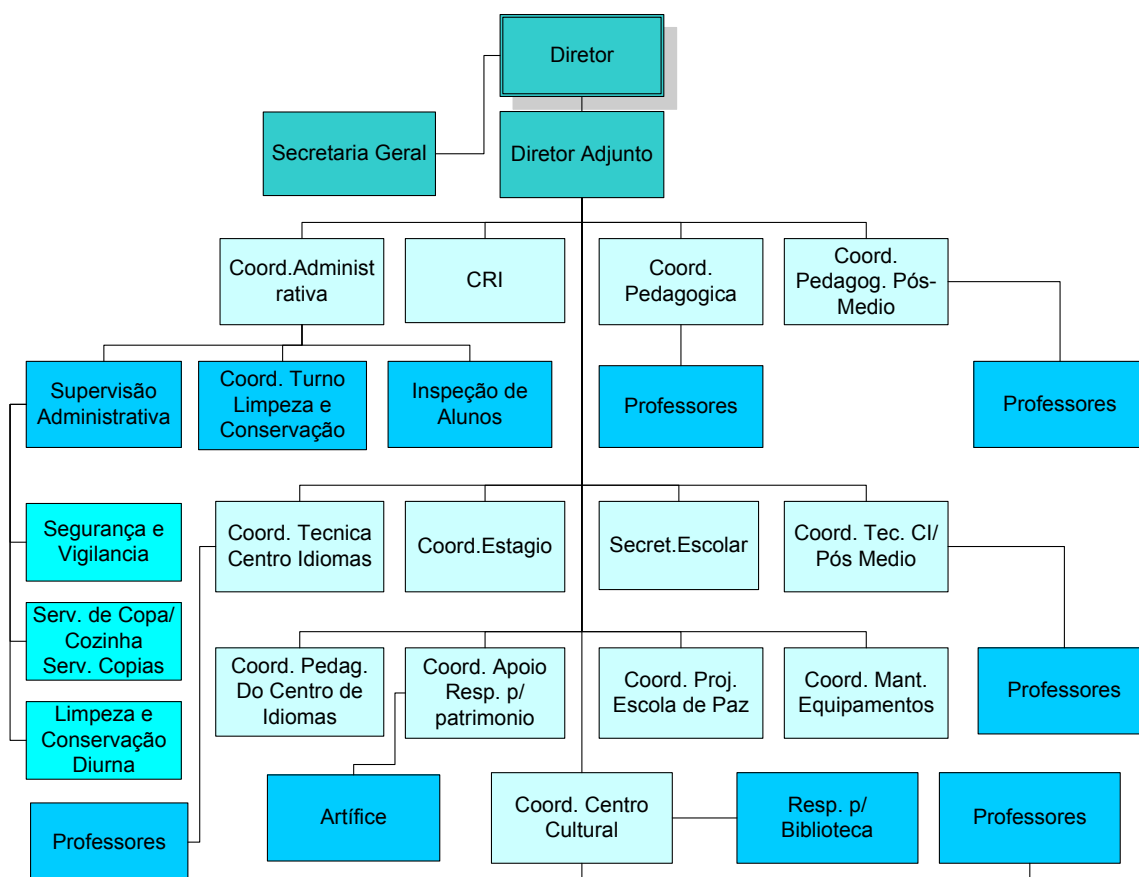 Diretor
Secretaria Geral
Diretor Adjunto
Coord.Administ
rativa
CRI
Coord.
Pedagogica
Coord.
Pedagog. Pós-
Medio
Supervisão
Administrativa
Coord. Turno
Limpeza e
Conservação
Inspeção de
Alunos
Professores
Professores
Segurança e
Vigilancia
Coord. Tecnica
Centro Idiomas
Coord.Estagio
Secret.Escolar
Coord. Tec. CI/
Pós Medio
Serv. de Copa/
Cozinha
Serv. Copias
Coord. Pedag.
Do Centro de
Idiomas
Coord. Apoio
Resp. p/
patrimonio
Coord. Proj.
Escola de Paz
Coord. Mant.
Equipamentos
Professores
Limpeza e
Conservação
Diurna
Professores
Artífice
Coord. Centro
Cultural
Resp. p/
Biblioteca
Professores